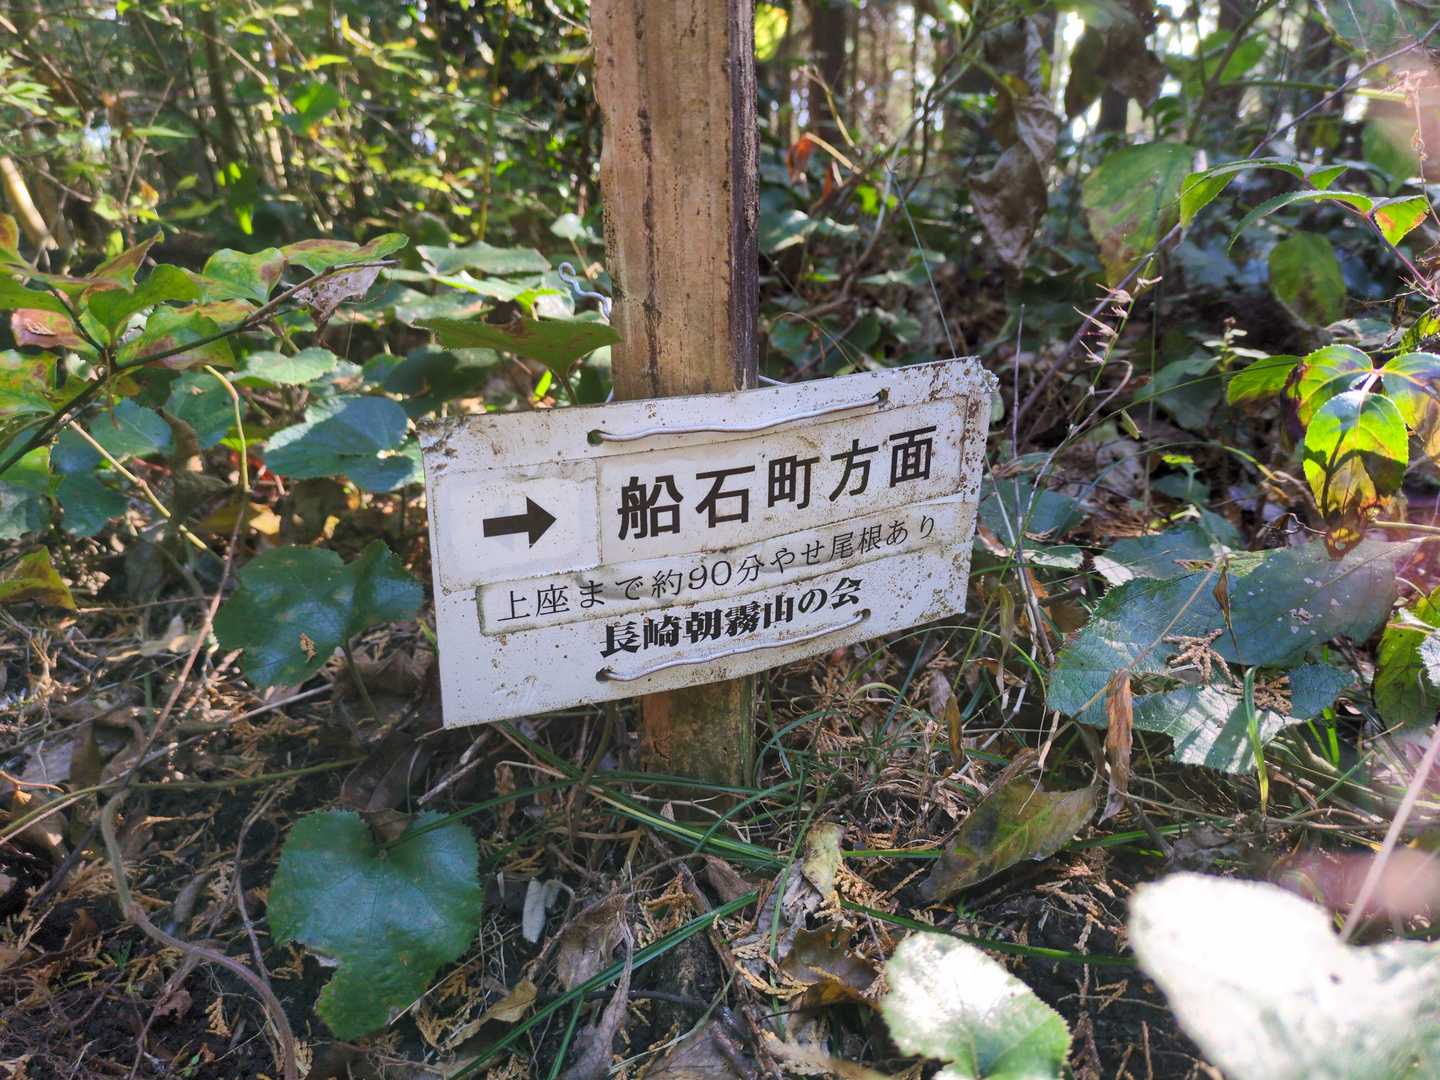 → 船石町方面
上座まで約90分やせ尾根あり
長崎朝霧山の会